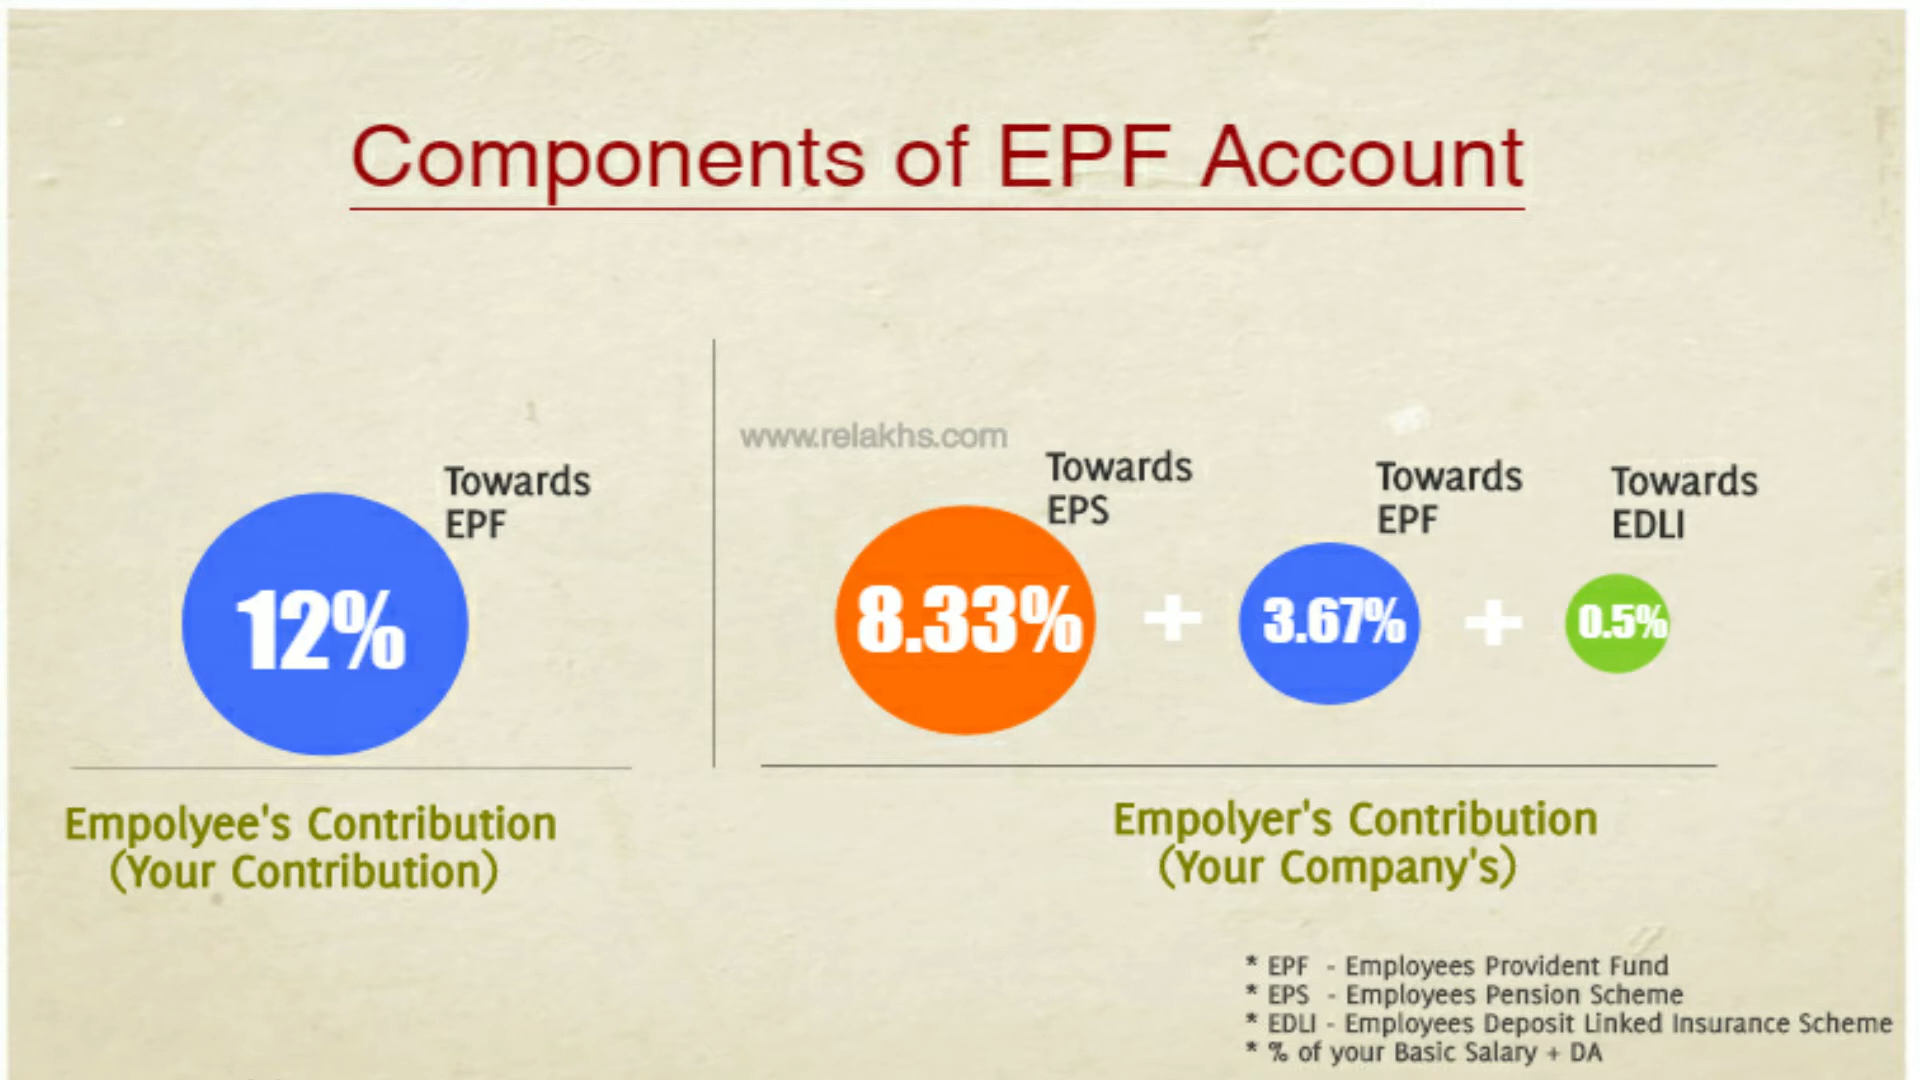 Components of EPF Account
www.relakhs.com
Towards
EPF
12%
Empolyee's Contribution
(Your Contribution)
Towards
EPS
8.33%
+
Towards
EPF
3.67%
+
Towards
EDLI
0.5%
Empolyer's Contribution
(Your Company's)
* EPF - Employees Provident Fund
* EPS - Employees Pension Scheme
* EDLI - Employees Deposit Linked Insurance Scheme
* % of your Basic Salary + DA